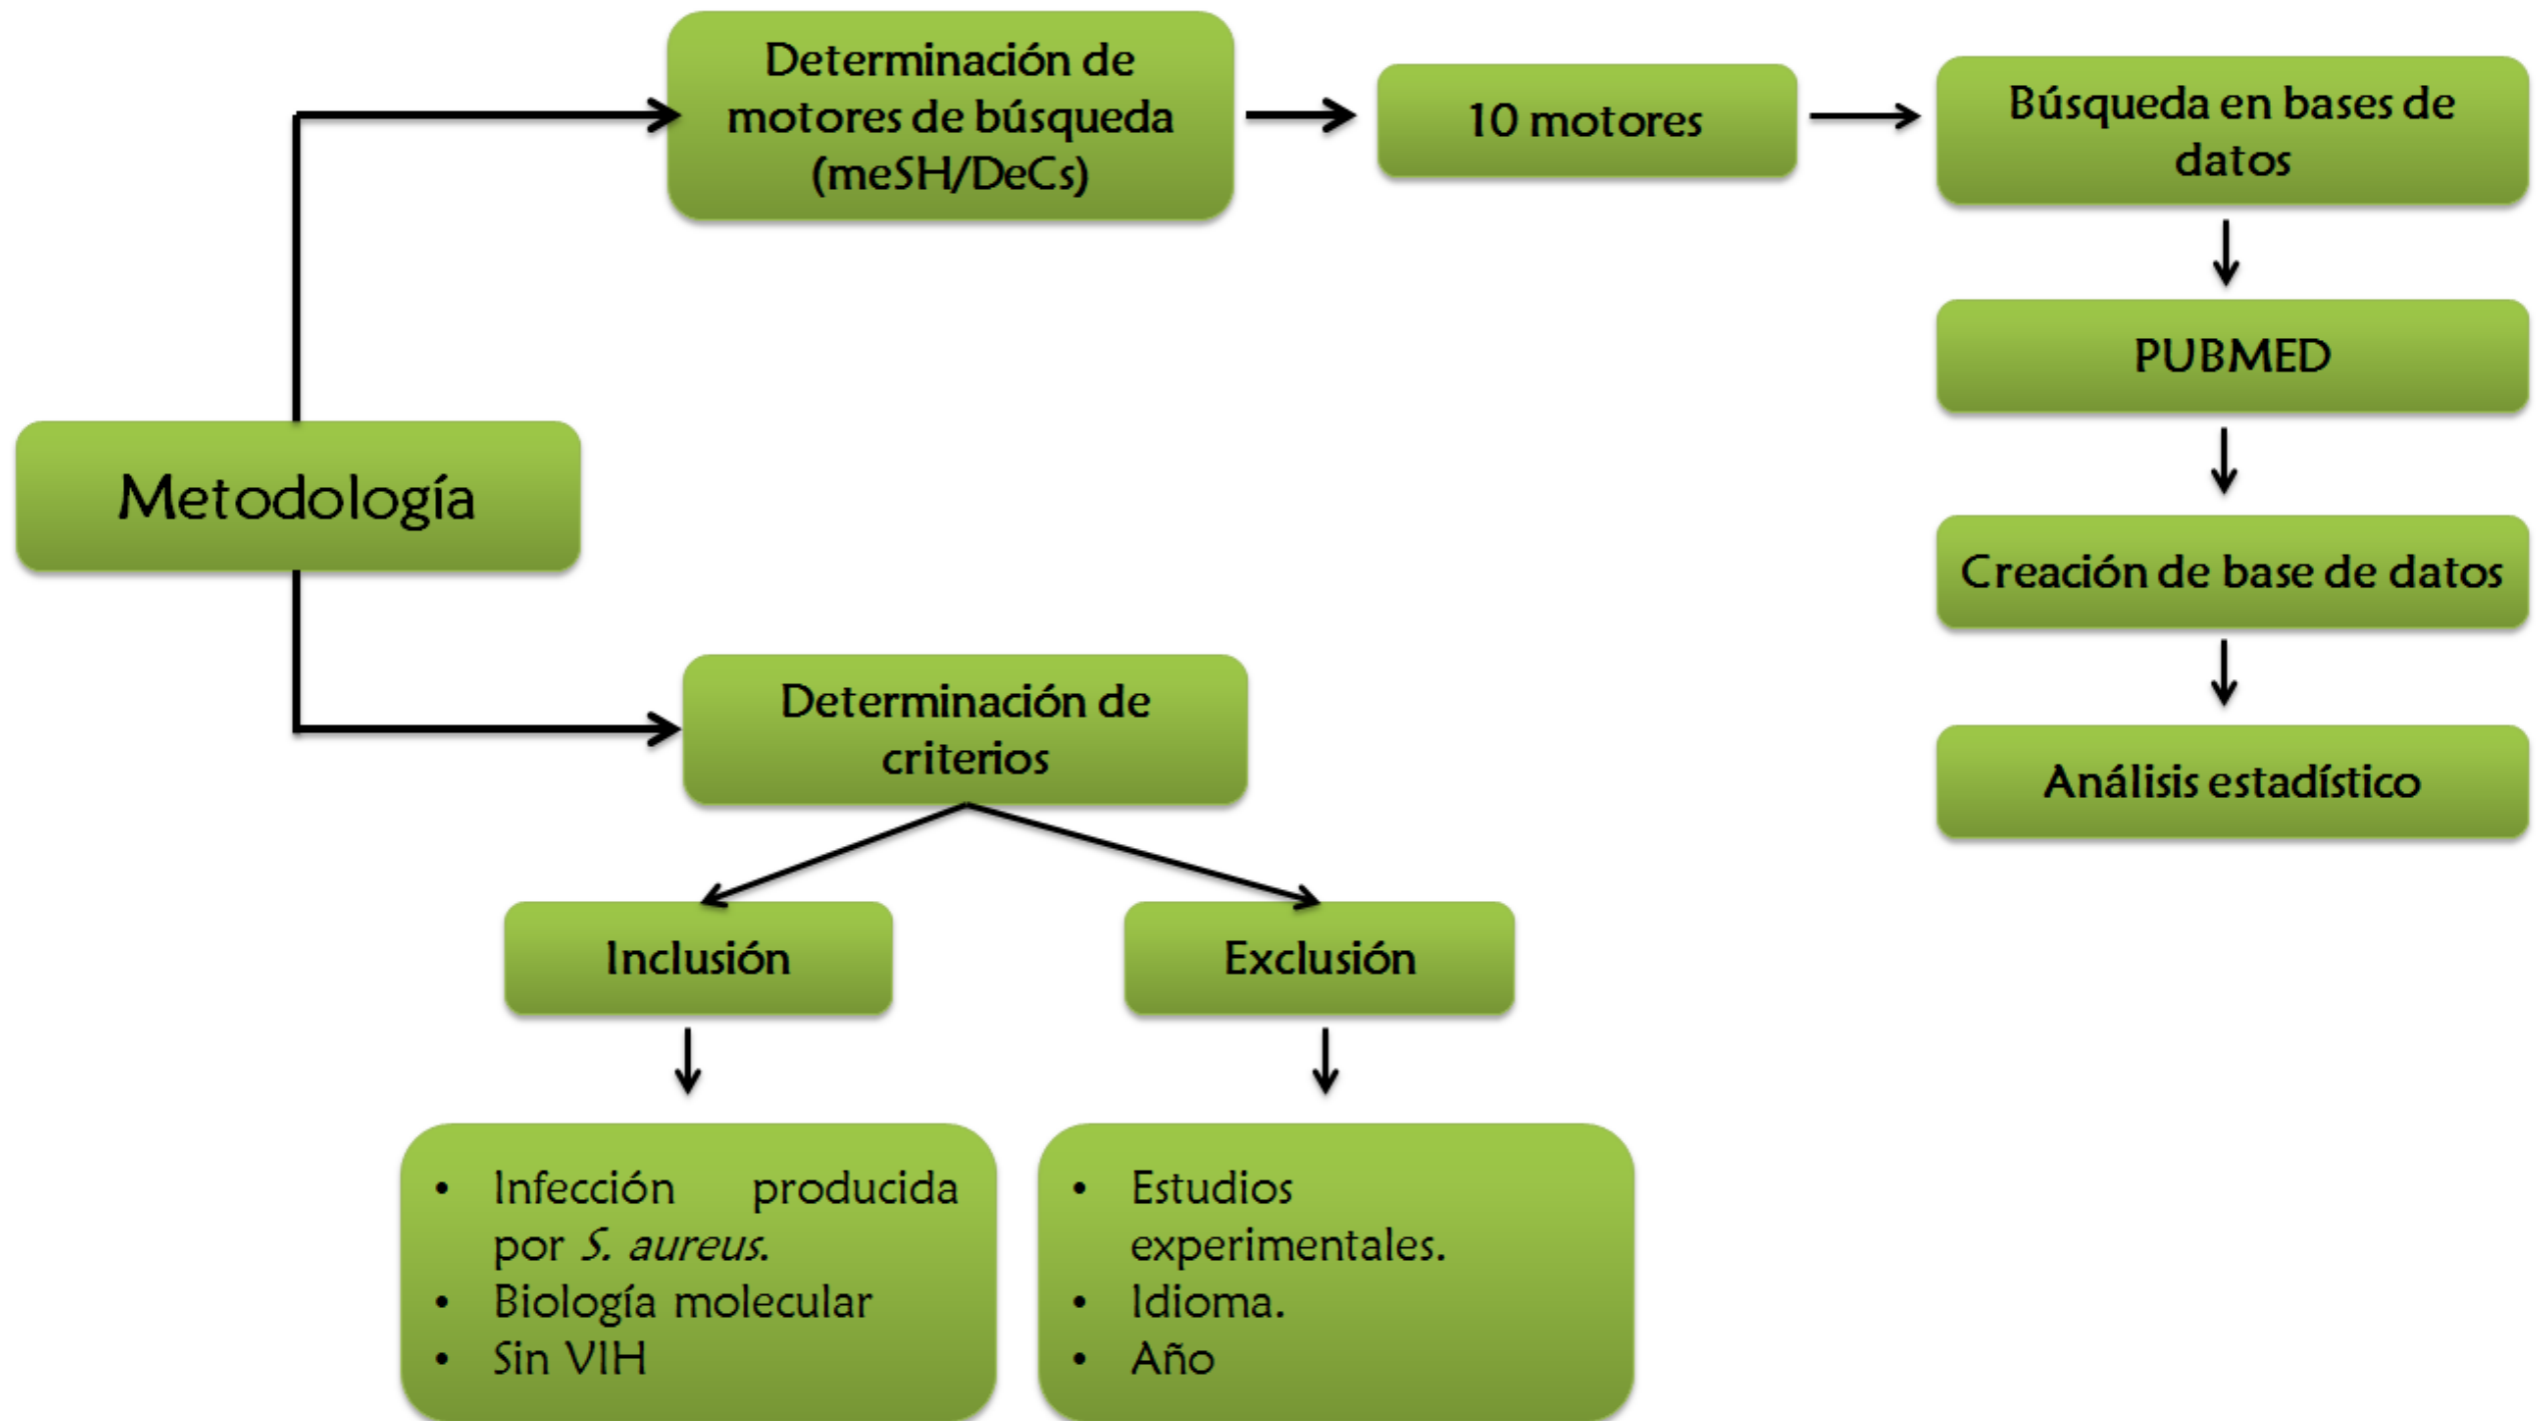 Determinación de
motores de búsqueda
(meSH/DeCs)
10 motores
Búsqueda en bases de
datos
PUBMED
Creación de base de datos
Análisis estadístico
Metodología
Determinación de
criterios
Inclusión
Exclusión
• Infección producida
por S. aureus.
• Biología molecular
• Sin VIH
• Estudios
experimentales.
• Idioma.
• Año